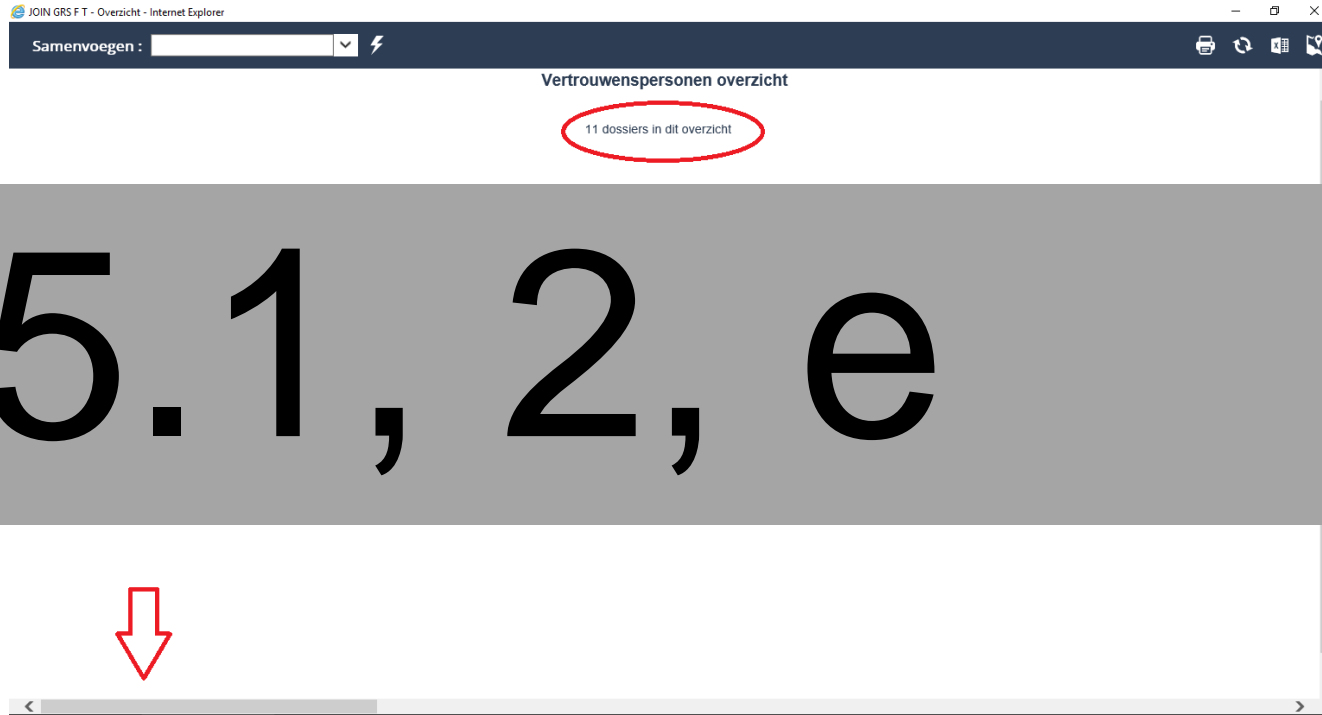 JOIN GRS F T - Overzicht - Internet Explorer
Samenvoegen :
Vertrouwenspersonen overzicht
11 dossiers in dit overzicht
5.1, 2, e